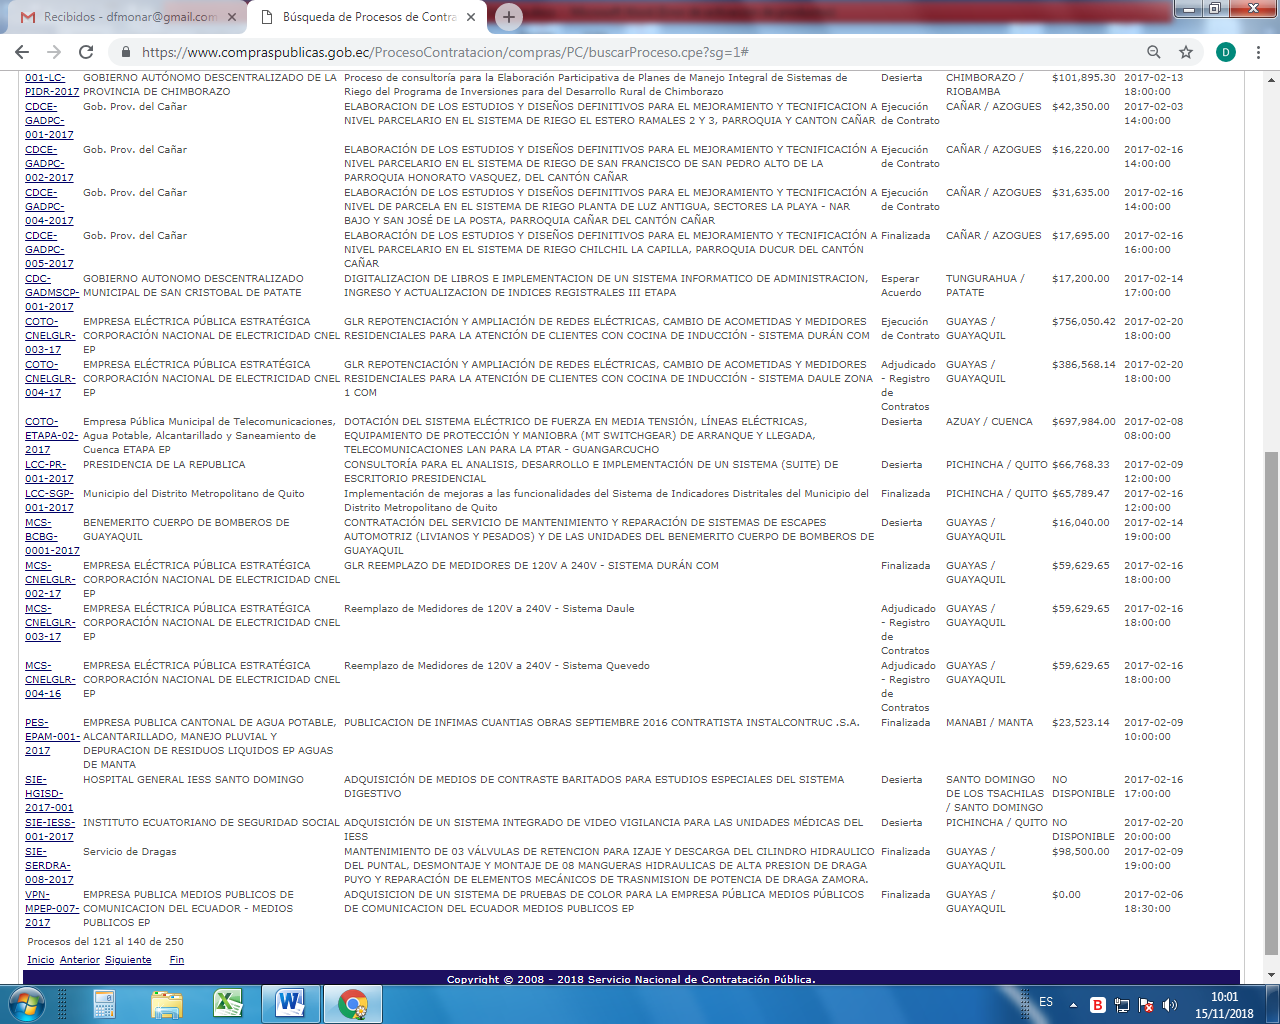 Recibidos - dfmonar@gmail.com
Búsqueda de Procesos de Contra
https://www.compraspublicas.gob.ec/ProcesoContratacion/compras/PC/buscarProceso.cpe?sg=1#
D
001-LC-PIDR-2017 GOBIERNO AUTÓNOMO DESCENTRALIZADO DE LA PROVINCIA DE CHIMBORAZO Proceso de consultoría para la Elaboración Participativa de Planes de Manejo Integral de Sistemas de Riego del Programa de Inversiones para del Desarrollo Rural de Chimborazo Desierta CHIMBORAZO / RIOBAMBA $101,895.30 2017-02-13 18:00:00
CDCE-GADPC-001-2017 Gob. Prov. del Cañar ELABORACION DE LOS ESTUDIOS Y DISEÑOS DEFINITIVOS PARA EL MEJORAMIENTO Y TECNIFICACION A NIVEL PARCELARIO EN EL SISTEMA DE RIEGO EL ESTERO RAMALES 2 Y 3, PARROQUIA Y CANTON CAÑAR Ejecución de Contrato CAÑAR / AZOGUES $42,350.00 2017-02-03 14:00:00
CDCE-GADPC-002-2017 Gob. Prov. del Cañar ELABORACIÓN DE LOS ESTUDIOS Y DISEÑOS DEFINITIVOS PARA EL MEJORAMIENTO Y TECNIFICACIÓN A NIVEL PARCELARIO EN EL SISTEMA DE RIEGO DE SAN FRANCISCO DE SAN PEDRO ALTO DE LA PARROQUIA HONORATO VASQUEZ, DEL CANTÓN CAÑAR Ejecución de Contrato CAÑAR / AZOGUES $16,220.00 2017-02-16 14:00:00
CDCE-GADPC-004-2017 Gob. Prov. del Cañar ELABORACIÓN DE LOS ESTUDIOS Y DISEÑOS DEFINITIVOS PARA EL MEJORAMIENTO Y TECNIFICACIÓN A NIVEL DE PARCELA EN EL SISTEMA DE RIEGO PLANTA DE LUZ ANTIGUA, SECTORES LA PLAYA - NAR BAJO Y SAN JOSÉ DE LA POSTA, PARROQUIA CAÑAR DEL CANTÓN CAÑAR Ejecución de Contrato CAÑAR / AZOGUES $31,635.00 2017-02-16 14:00:00
CDCE-GADPC-005-2017 Gob. Prov. del Cañar ELABORACIÓN DE LOS ESTUDIOS Y DISEÑOS DEFINITIVOS PARA EL MEJORAMIENTO Y TECNIFICACIÓN A NIVEL PARCELARIO EN EL SISTEMA DE RIEGO CHILCHIL LA CAPILLA, PARROQUIA DUCUR DEL CANTÓN CAÑAR Finalizada CAÑAR / AZOGUES $17,695.00 2017-02-16 16:00:00
CDC-GADMSCP-001-2017 GOBIERNO AUTONOMO DESCENTRALIZADO MUNICIPAL DE SAN CRISTOBAL DE PATATE DIGITALIZACION DE LIBROS E IMPLEMENTACION DE UN SISTEMA INFORMATICO DE ADMINISTRACION, INGRESO Y ACTUALIZACION DE INDICES REGISTRALES III ETAPA Esperar Acuerdo TUNGURAHUA / PATATE $17,200.00 2017-02-14 17:00:00
COTO-CNELGLR-003-17 EMPRESA ELÉCTRICA PÚBLICA ESTRATÉGICA CORPORACIÓN NACIONAL DE ELECTRICIDAD CNEL EP GLR REPOTENCIACIÓN Y AMPLIACIÓN DE REDES ELÉCTRICAS, CAMBIO DE ACOMETIDAS Y MEDIDORES RESIDENCIALES PARA LA ATENCIÓN DE CLIENTES CON COCINA DE INDUCCIÓN - SISTEMA DURÁN COM Ejecución de Contrato GUAYAS / GUAYAQUIL $756,050.42 2017-02-20 18:00:00
COTO-CNELGLR-004-17 EMPRESA ELÉCTRICA PÚBLICA ESTRATÉGICA CORPORACIÓN NACIONAL DE ELECTRICIDAD CNEL EP GLR REPOTENCIACIÓN Y AMPLIACIÓN DE REDES ELÉCTRICAS, CAMBIO DE ACOMETIDAS Y MEDIDORES RESIDENCIALES PARA LA ATENCIÓN DE CLIENTES CON COCINA DE INDUCCIÓN - SISTEMA DAULE ZONA 1 COM Adjudicado - Registro de Contratos GUAYAS / GUAYAQUIL $386,568.14 2017-02-20 18:00:00
COTO-ETAPA-02-2017 Empresa Pública Municipal de Telecomunicaciones, Agua Potable, Alcantarillado y Saneamiento de Cuenca ETAPA EP DOTACIÓN DEL SISTEMA ELÉCTRICO DE FUERZA EN MEDIA TENSIÓN, LÍNEAS ELÉCTRICAS, EQUIPAMIENTO DE PROTECCIÓN Y MANIOBRA (MT SWITCHGEAR) DE ARRANQUE Y LLEGADA, TELECOMUNICACIONES LAN PARA LA PTAR - GUANGARCUCHO Desierta AZUAY / CUENCA $697,984.00 2017-02-08 08:00:00
LCC-PR-001-2017 PRESIDENCIA DE LA REPUBLICA CONSULTORÍA PARA EL ANALISIS, DESARROLLO E IMPLEMENTACIÓN DE UN SISTEMA (SUITE) DE ESCRITORIO PRESIDENCIAL Desierta PICHINCHA / QUITO $66,768.33 2017-02-09 12:00:00
LCC-SGP-001-2017 Municipio del Distrito Metropolitano de Quito Implementación de mejoras a las funcionalidades del Sistema de Indicadores Distritales del Municipio del Distrito Metropolitano de Quito Finalizada PICHINCHA / QUITO $65,789.47 2017-02-16 12:00:00
MCS-BCBG-0001-2017 BENEMERITO CUERPO DE BOMBEROS DE GUAYAQUIL CONTRATACIÓN DEL SERVICIO DE MANTENIMIENTO Y REPARACIÓN DE SISTEMAS DE ESCAPES AUTOMOTRIZ (LIVIANOS Y PESADOS) Y DE LAS UNIDADES DEL BENEMERITO CUERPO DE BOMBEROS DE GUAYAQUIL Desierta GUAYAS / GUAYAQUIL $16,040.00 2017-02-14 19:00:00
MCS-CNELGLR-002-17 EMPRESA ELÉCTRICA PÚBLICA ESTRATÉGICA CORPORACIÓN NACIONAL DE ELECTRICIDAD CNEL EP GLR REEMPLAZO DE MEDIDORES DE 120V A 240V - SISTEMA DURÁN COM Finalizada GUAYAS / GUAYAQUIL $59,629.65 2017-02-16 18:00:00
MCS-CNELGLR-003-17 EMPRESA ELÉCTRICA PÚBLICA ESTRATÉGICA CORPORACIÓN NACIONAL DE ELECTRICIDAD CNEL EP Reemplazo de Medidores de 120V a 240V - Sistema Daule Adjudicado - Registro de Contratos GUAYAS / GUAYAQUIL $59,629.65 2017-02-16 18:00:00
MCS-CNELGLR-004-16 EMPRESA ELÉCTRICA PÚBLICA ESTRATÉGICA CORPORACIÓN NACIONAL DE ELECTRICIDAD CNEL EP Reemplazo de Medidores de 120V a 240V - Sistema Quevedo Adjudicado - Registro de Contratos GUAYAS / GUAYAQUIL $59,629.65 2017-02-16 18:00:00
PES-EPAM-001-2017 EMPRESA PUBLICA CANTONAL DE AGUA POTABLE, ALCANTARILLADO, MANEJO PLUVIAL Y DEPURACION DE RESIDUOS LIQUIDOS EP AGUAS DE MANTA PUBLICACION DE INFIMAS CUANTIAS OBRAS SEPTIEMBRE 2016 CONTRATISTA INSTALCONTRUC .S.A. Finalizada MANABI / MANTA $23,523.14 2017-02-09 10:00:00
SIE-HGISD-2017-001 HOSPITAL GENERAL IESS SANTO DOMINGO ADQUISICIÓN DE MEDIOS DE CONTRASTE BARITADOS PARA ESTUDIOS ESPECIALES DEL SISTEMA DIGESTIVO Desierta SANTO DOMINGO DE LOS TSACHILAS / SANTO DOMINGO NO DISPONIBLE 2017-02-16 17:00:00
SIE-IESS-001-2017 INSTITUTO ECUATORIANO DE SEGURIDAD SOCIAL ADQUISICIÓN DE UN SISTEMA INTEGRADO DE VIDEO VIGILANCIA PARA LAS UNIDADES MÉDICAS DEL IESS Desierta PICHINCHA / QUITO NO DISPONIBLE 2017-02-20 20:00:00
SIE-SERDRA-008-2017 Servicio de Dragas MANTENIMIENTO DE 03 VÁLVULAS DE RETENCION PARA IZAJE Y DESCARGA DEL CILINDRO HIDRAULICO DEL PUNTAL, DESMONTAJE Y MONTAJE DE 08 MANGUERAS HIDRAULICAS DE ALTA PRESION DE DRAGA PUYO Y REPARACIÓN DE ELEMENTOS MECÁNICOS DE TRASNMISION DE POTENCIA DE DRAGA ZAMORA. Finalizada GUAYAS / GUAYAQUIL $98,500.00 2017-02-09 19:00:00
VPN-MPEP-007-2017 EMPRESA PUBLICA MEDIOS PUBLICOS DE COMUNICACION DEL ECUADOR - MEDIOS PUBLICOS EP ADQUISICION DE UN SISTEMA DE PRUEBAS DE COLOR PARA LA EMPRESA PÚBLICA MEDIOS PÚBLICOS DE COMUNICACION DEL ECUADOR MEDIOS PUBLICOS EP Finalizada GUAYAS / GUAYAQUIL $0.00 2017-02-06 18:30:00
Procesos del 121 al 140 de 250
Inicio Anterior Siguiente Fin
Copyright © 2008 - 2018 Servicio Nacional de Contratación Pública.
ES
B
10:01
15/11/2018